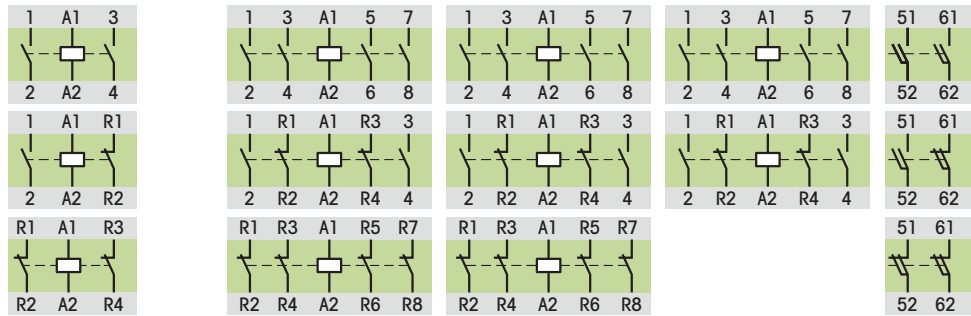 1 A1 3 1 3 A1 5 7 1 3 A1 5 7 1 3 A1 5 7 51 61
2 A2 4 2 4 A2 6 8 2 4 A2 6 8 2 4 A2 6 8 52 62
1 A1 R1 1 R1 A1 R3 3 1 R1 A1 R3 3 1 R1 A1 R3 3 51 61
2 A2 R2 2 R2 A2 R4 4 2 R2 A2 R4 4 2 R2 A2 R4 4 52 62
R1 A1 R3 R1 R3 A1 R5 R7 R1 R3 A1 R5 R7 51 61
R2 A2 R4 R2 R4 A2 R6 R8 R2 R4 A2 R6 R8 52 62